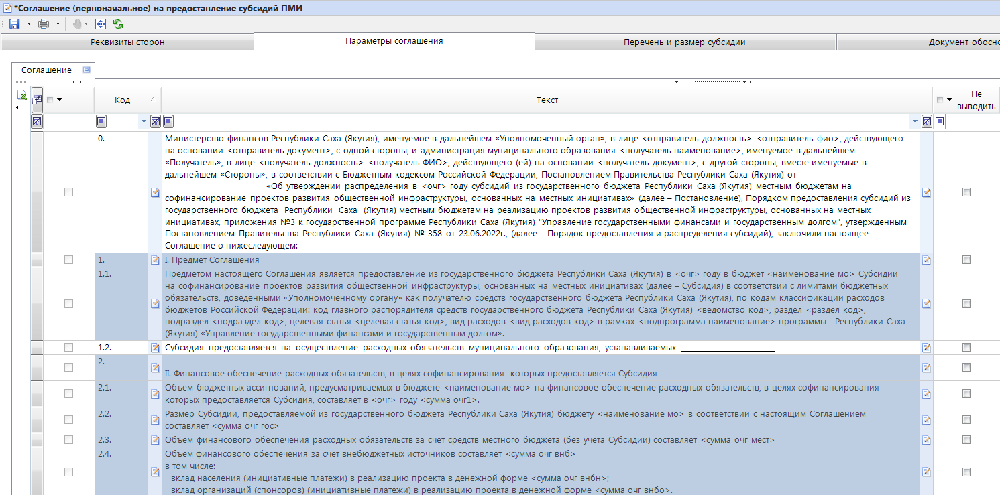 *Соглашение (первоначальное) на предоставление субсидий ПМИ
Реквизиты сторон
Параметры соглашения
Перечень и размер субсидии
Документ-обосно
Соглашение
Код
Текст
Не
выводить
0.
Министерство финансов Республики Саха (Якутия), именуемое в дальнейшем «Уполномоченный орган», в лице <отправитель должность> <отправитель фио>, действующего
на основании <отправитель документ>, с одной стороны, и администрация муниципального образования <получатель наименование>, именуемое в дальнейшем
«Получатель», в лице <получатель должность> <получатель ФИО>, действующего (ей) на основании <получатель документ>, с другой стороны, вместе именуемые в
дальнейшем «Стороны», в соответствии с Бюджетным кодексом Российской Федерации, Постановлением Правительства Республики Саха (Якутия) от
______________________ «Об утверждении распределения в <очг> году субсидий из государственного бюджета Республики Саха (Якутия) местным бюджетам на
софинансирование проектов развития общественной инфраструктуры, основанных на местных инициативах» (далее – Постановление), Порядком предоставления субсидий из
государственного бюджета Республики Саха (Якутия) местным бюджетам на реализацию проектов развития общественной инфраструктуры, основанных на местных
инициативах, приложения №3 к государственной программе Республики Саха (Якутия) "Управление государственными финансами и государственным долгом", утвержденным
Постановлением Правительства Республики Саха (Якутия) № 358 от 23.06.2022г., (далее – Порядок предоставления и распределения субсидий), заключили настоящее
Соглашение о нижеследующем:
1.
I. Предмет Соглашения
1.1.
Предметом настоящего Соглашения является предоставление из государственного бюджета Республики Саха (Якутия) в <очг> году в бюджет <наименование мо> Субсидии
на софинансирование проектов развития общественной инфраструктуры, основанных на местных инициативах (далее – Субсидия) в соответствии с лимитами бюджетных
обязательств, доведенными «Уполномоченному органу» как получателю средств государственного бюджета Республики Саха (Якутия), по кодам классификации расходов
бюджетов Российской Федерации: код главного распорядителя средств государственного бюджета Республики Саха (Якутия) <ведомство код>, раздел <раздел код>,
подраздел <подраздел код>, целевая статья <целевая статья код>, вид расходов <вид расходов код> в рамках <подпрограмма наименование> программы Республики Саха
(Якутия) «Управление государственными финансами и государственным долгом».
1.2.
Субсидия предоставляется на осуществление расходных обязательств муниципального образования, устанавливаемых _____________________
2.
II. Финансовое обеспечение расходных обязательств, в целях софинансирования которых предоставляется Субсидия
2.1.
Объем бюджетных ассигнований, предусматриваемых в бюджете <наименование мо> на финансовое обеспечение расходных обязательств, в целях софинансирования
которых предоставляется Субсидия, составляет в <очг> году <сумма очг1>.
2.2.
Размер Субсидии, предоставляемой из государственного бюджета Республики Саха (Якутия) бюджету <наименование мо> в соответствии с настоящим Соглашением
составляет <сумма очг гос>
2.3.
Объем финансового обеспечения расходных обязательств за счет средств местного бюджета (без учета Субсидии) составляет <сумма очг мест>
2.4.
Объем финансового обеспечения за счет внебюджетных источников составляет <сумма очг внб>
в том числе:
- вклад населения (инициативные платежи) в реализацию проекта в денежной форме <сумма очг внбн>;
- вклад организаций (спонсоров) (инициативные платежи) в реализацию проекта в денежной форме <сумма очг внбо>.